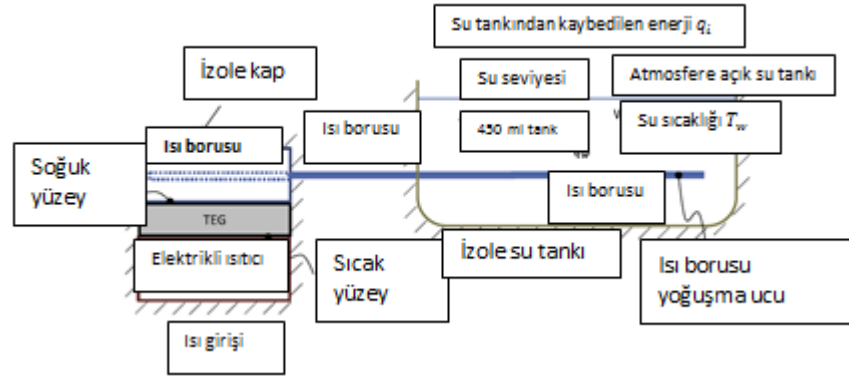 Su tankından kaybedilen enerji qᵢ
İzole kap
Su seviyesi
Atmosfere açık su tankı
Isı borusu
Isı borusu
450 ml tank
Su sıcaklığı T_w
Soğuk
yüzey
Isı borusu
TEG
Elektrikli ısıtıcı
Sıcak
yüzey
İzole su tankı
Isı borusu
yoğuşma ucu
Isı girişi